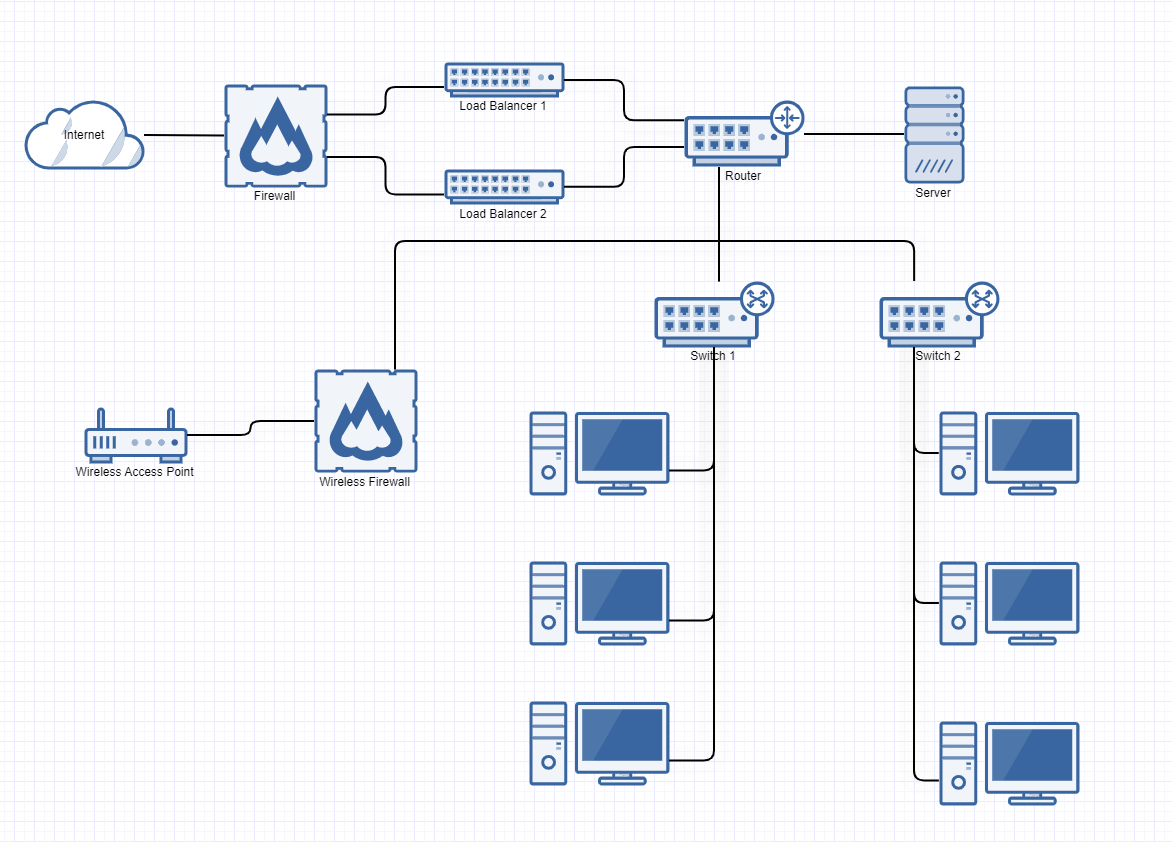 Internet
Firewall
Load Balancer 1
Load Balancer 2
Router
Server
Switch 1
Switch 2
Wireless Access Point
Wireless Firewall